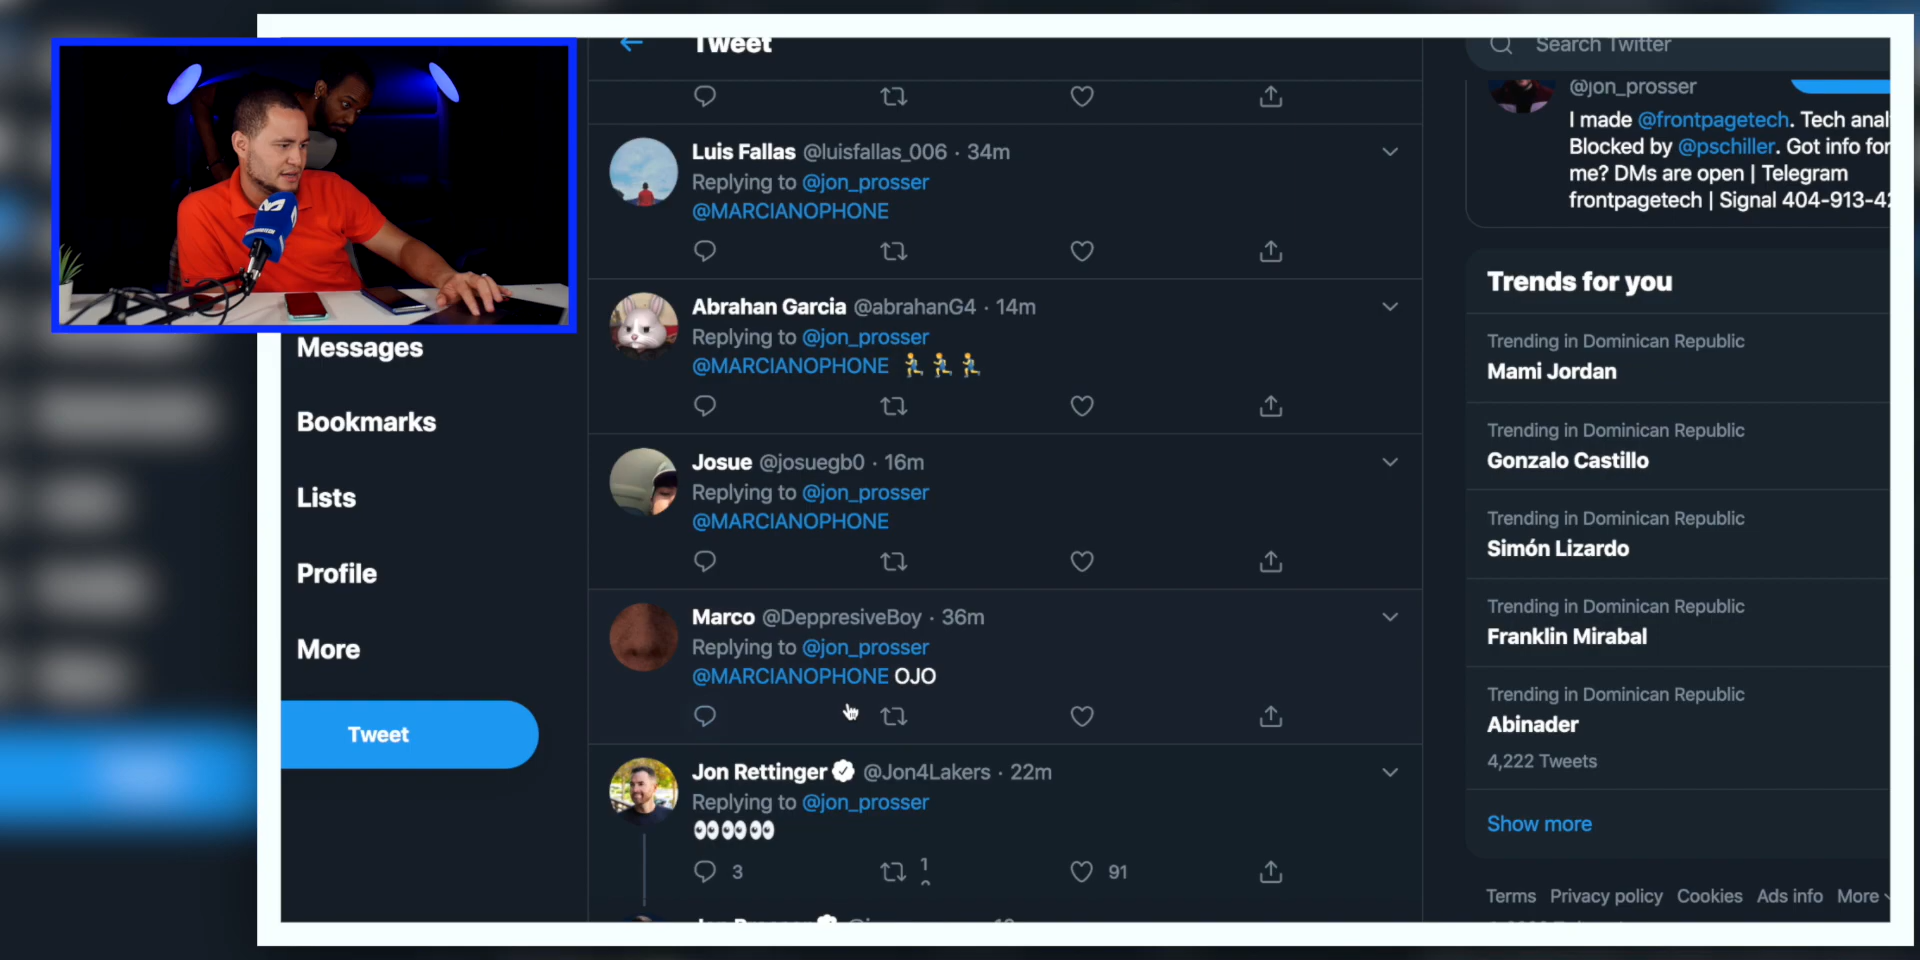 Tweet
Luis Fallas @luisfallas_006 · 34m
Replying to @jon_prosser
@MARCIANOPHONE
Abrahan Garcia @abrahanG4 · 14m
Replying to @jon_prosser
@MARCIANOPHONE 🏃‍♂️🏃‍♂️🏃‍♂️
Josue @josuegb0 · 16m
Replying to @jon_prosser
@MARCIANOPHONE
Marco @DeppresiveBoy · 36m
Replying to @jon_prosser
@MARCIANOPHONE OJO
Jon Rettinger @Jon4Lakers · 22m
Replying to @jon_prosser
👀👀👀
3 91
Messages
Bookmarks
Lists
Profile
More
Tweet
Search Twitter
@jon_prosser
I made @frontpagetech. Tech
Blocked by @pschiller. Got info for
me? DMs are open | Telegram
frontpagetech | Signal 404-913-
Trends for you
Trending in Dominican Republic
Mami Jordan
Trending in Dominican Republic
Gonzalo Castillo
Trending in Dominican Republic
Simón Lizardo
Trending in Dominican Republic
Franklin Mirabal
Trending in Dominican Republic
Abinader
4,222 Tweets
Show more
Terms Privacy policy Cookies Ads info More